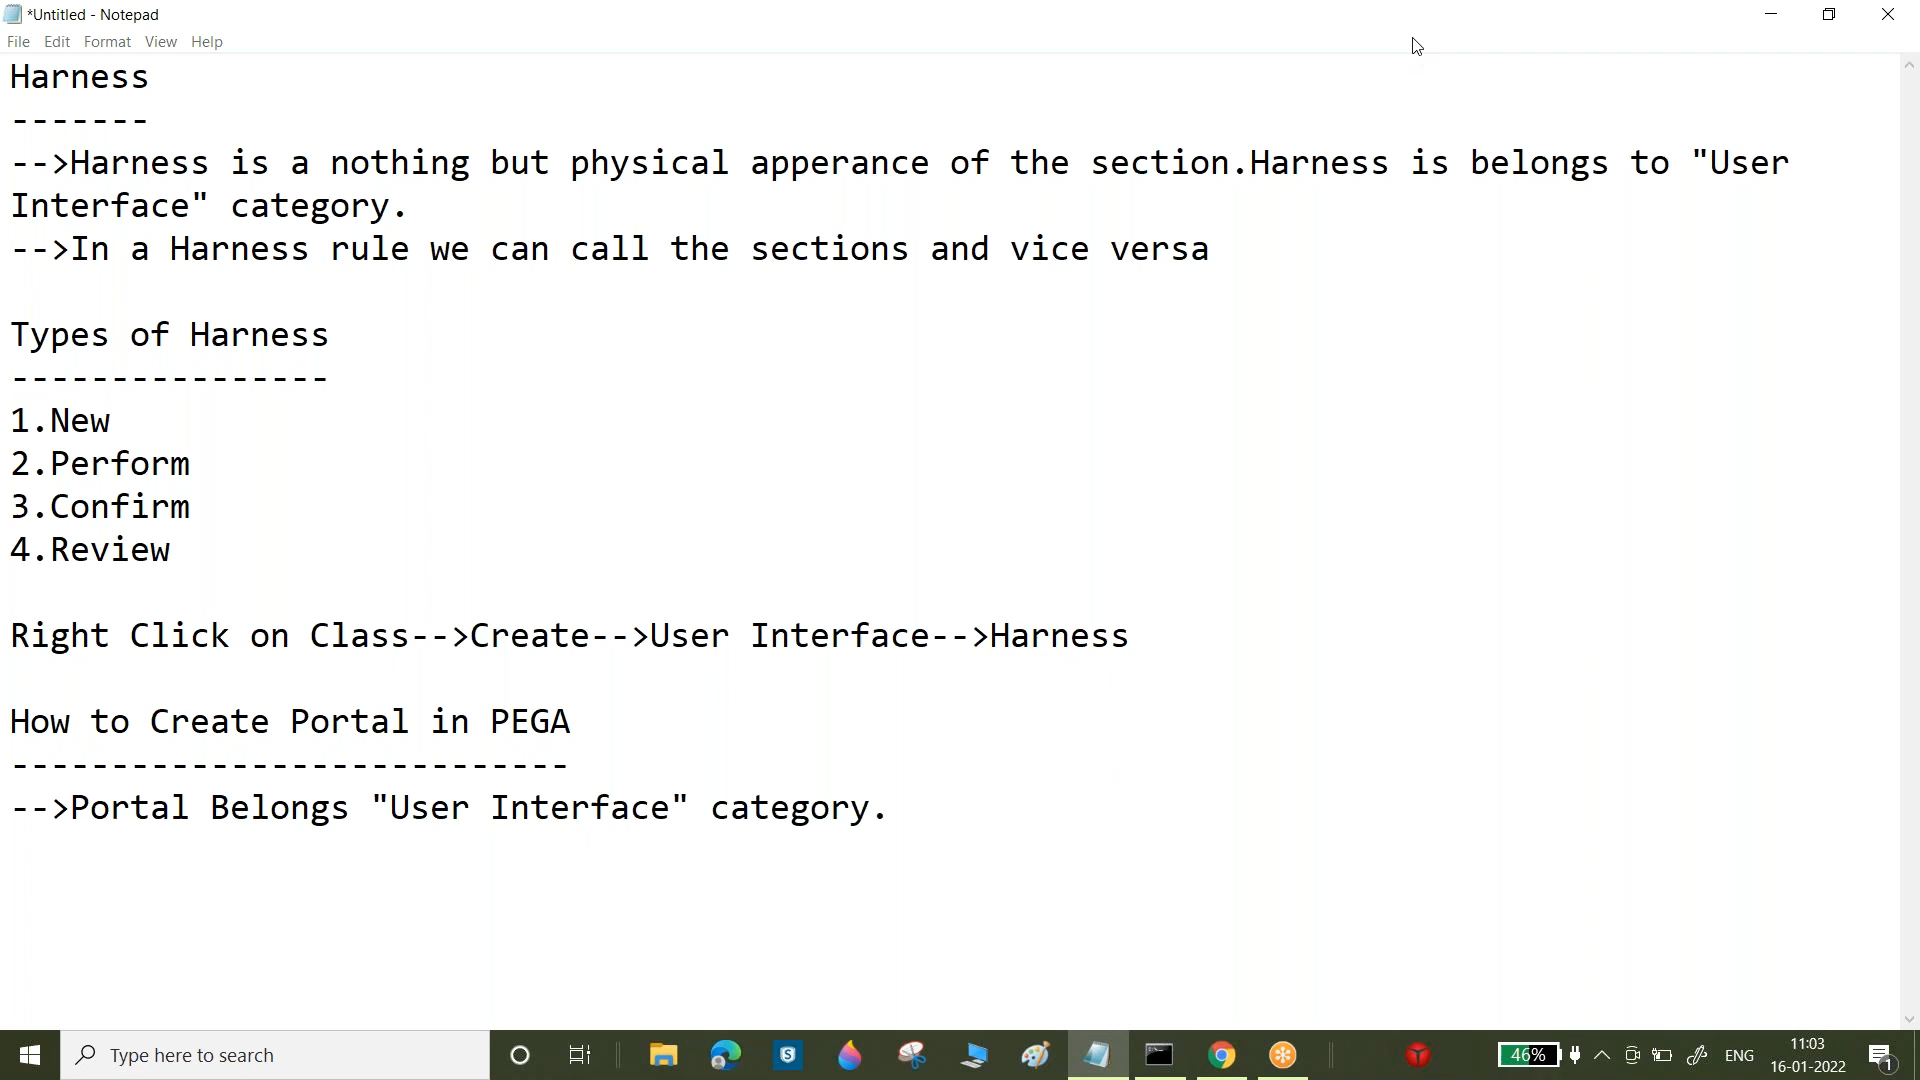 *Untitled - Notepad
File Edit Format View Help
Harness
-------
-->Harness is a nothing but physical apperance of the section.Harness is belongs to "User
Interface" category.
-->In a Harness rule we can call the sections and vice versa
Types of Harness
----------------
1.New
2.Perform
3.Confirm
4.Review
Right Click on Class-->Create-->User Interface-->Harness
How to Create Portal in PEGA
----------------------------
-->Portal Belongs "User Interface" category.
Type here to search
46%
ENG
11:03
16-01-2022
1